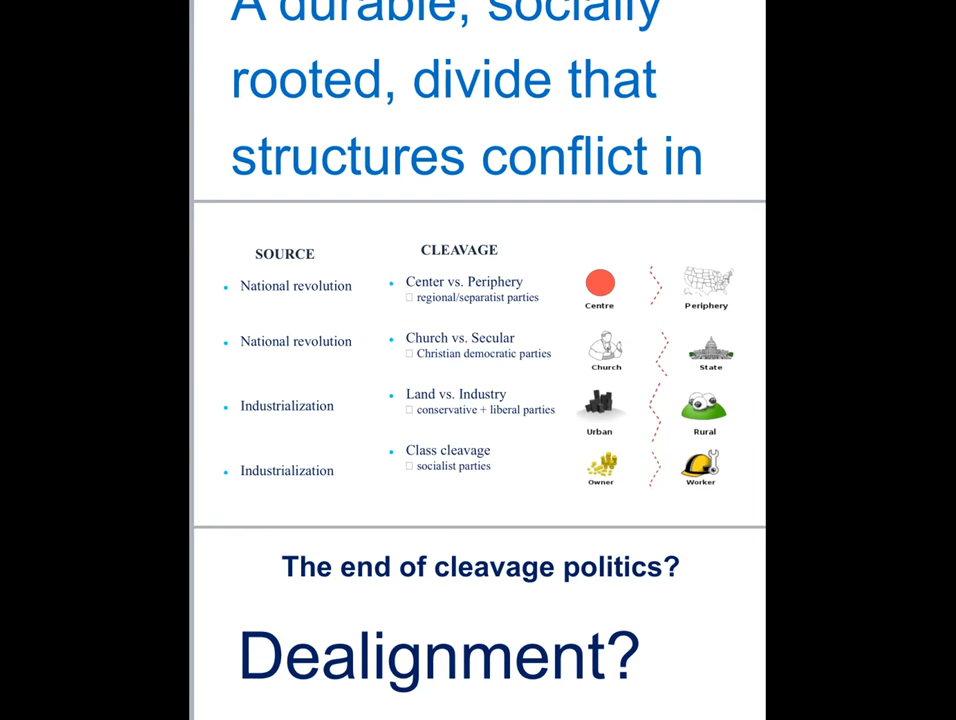 A durable, socially
rooted, divide that
structures conflict in
SOURCE
CLEAVAGE
• National revolution
• Center vs. Periphery
regional/separatist parties
Centre
Periphery
• National revolution
• Church vs. Secular
Christian democratic parties
Church
State
• Industrialization
• Land vs. Industry
conservative + liberal parties
Urban
Rural
• Industrialization
• Class cleavage
socialist parties
Owner
Worker
The end of cleavage politics?
Dealignment?